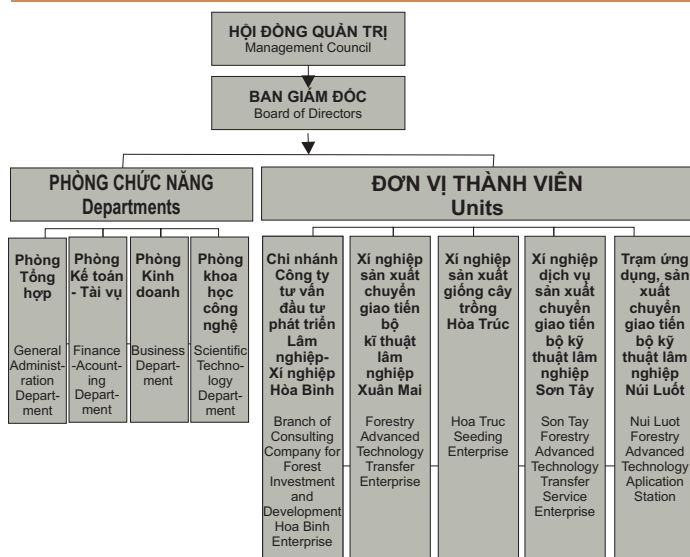 HỘI ĐỒNG QUẢN TRỊ
Management Council
BAN GIÁM ĐÓC
Board of Directors
PHÒNG CHỨC NĂNG
Departments
ĐƠN VỊ THÀNH VIÊN
Units
Phòng
Tổng
hợp
General
Administ-
ration
Depart-
ment
Phòng
Kế toán
- Tài vụ
Finance
-Acount-
ing
Depart-
ment
Phòng
Kinh
doanh
Business
Depart-
ment
Phòng
khoa
học
công
nghệ
Scientific
Techno-
logy
Depart-
ment
Chi nhánh
Công ty
tư vấn
đầu tư
phát triển
Lâm
nghiệp-
Xí nghiệp
Hòa Bình
Branch of
Consulting
Company for
Forest
Investment
and
Development
Hoa Binh
Enterprise
Xí nghiệp
sản xuất
chuyển
giao tiến
bộ
kĩ thuật
lâm
nghiệp
Xuân Mai
Forestry
Advanced
Technology
Transfer
Enterprise
Xí nghiệp
sản xuất
giống cây
trồng
Hòa Trúc
Hoa Truc
Seeding
Enterprise
Xí nghiệp
dịch vụ
sản xuất
chuyển
giao tiến
bộ kỹ
thuật lâm
nghiệp
Sơn Tây
Son Tay
Forestry
Advanced
Technology
Transfer
Service
Enterprise
Trạm ứng
dụng, sản
xuất
chuyển
giao tiến
bộ kỹ
thuật lâm
nghiệp
Núi Luốt
Nui Luot
Forestry
Advanced
Technology
Aplication
Station